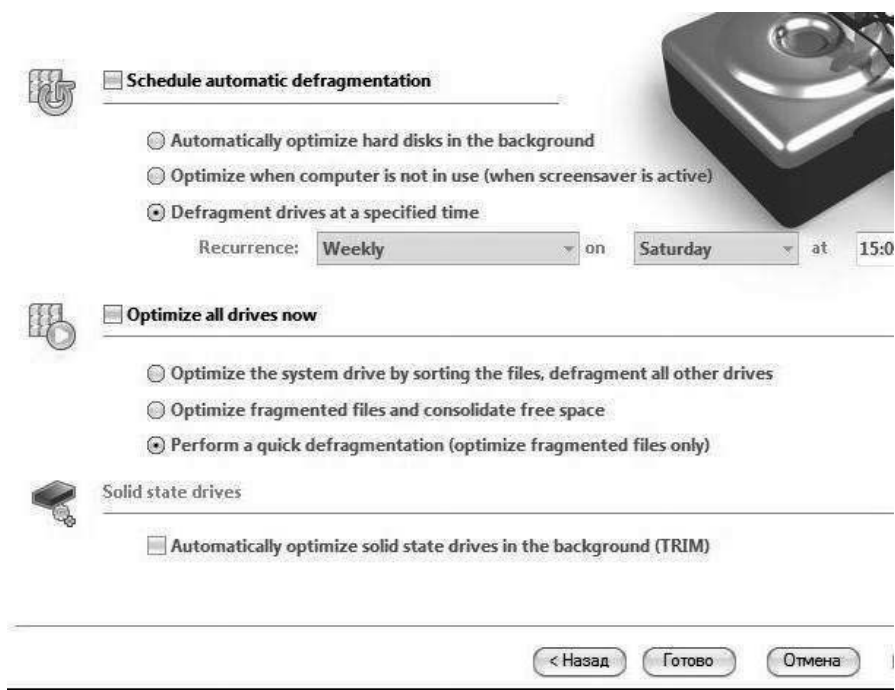 Schedule automatic defragmentation
Automatically optimize hard disks in the background
Optimize when computer is not in use (when screensaver is active)
Defragment drives at a specified time
Recurrence: Weekly on Saturday at 15:0
Optimize all drives now
Optimize the system drive by sorting the files, defragment all other drives
Optimize fragmented files and consolidate free space
Perform a quick defragmentation (optimize fragmented files only)
Solid state drives
Automatically optimize solid state drives in the background (TRIM)
< Назад Готово Отмена